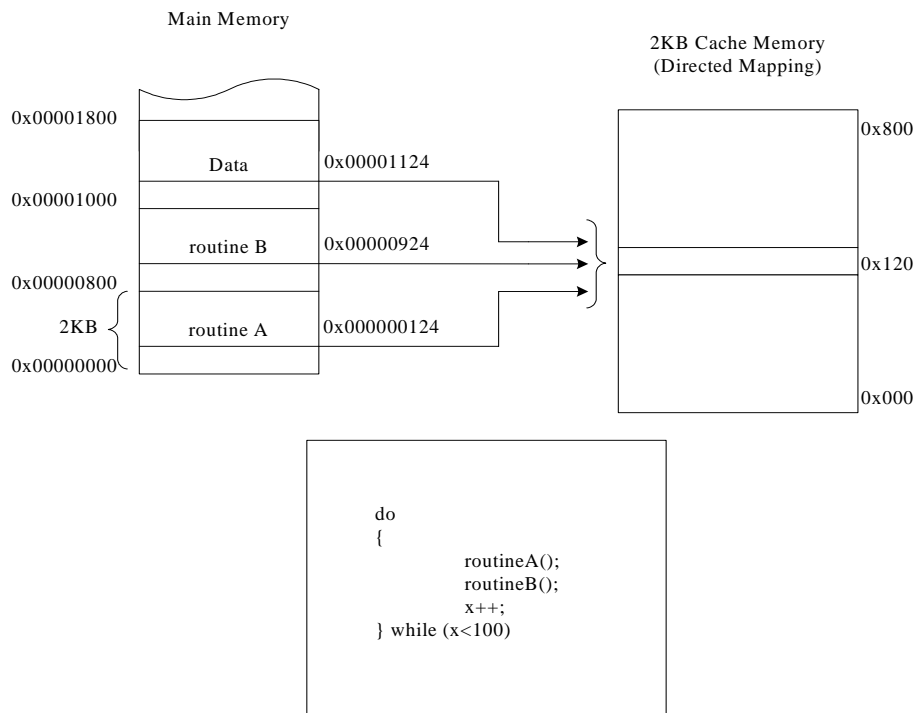 Main Memory
2KB Cache Memory
(Directed Mapping)
0x00001800
0x800
Data
0x00001124
0x00001000
routine B
0x00000924
0x120
0x00000800
2KB
routine A
0x000000124
0x00000000
0x000
do
{
routineA();
routineB();
x++;
} while (x<100)